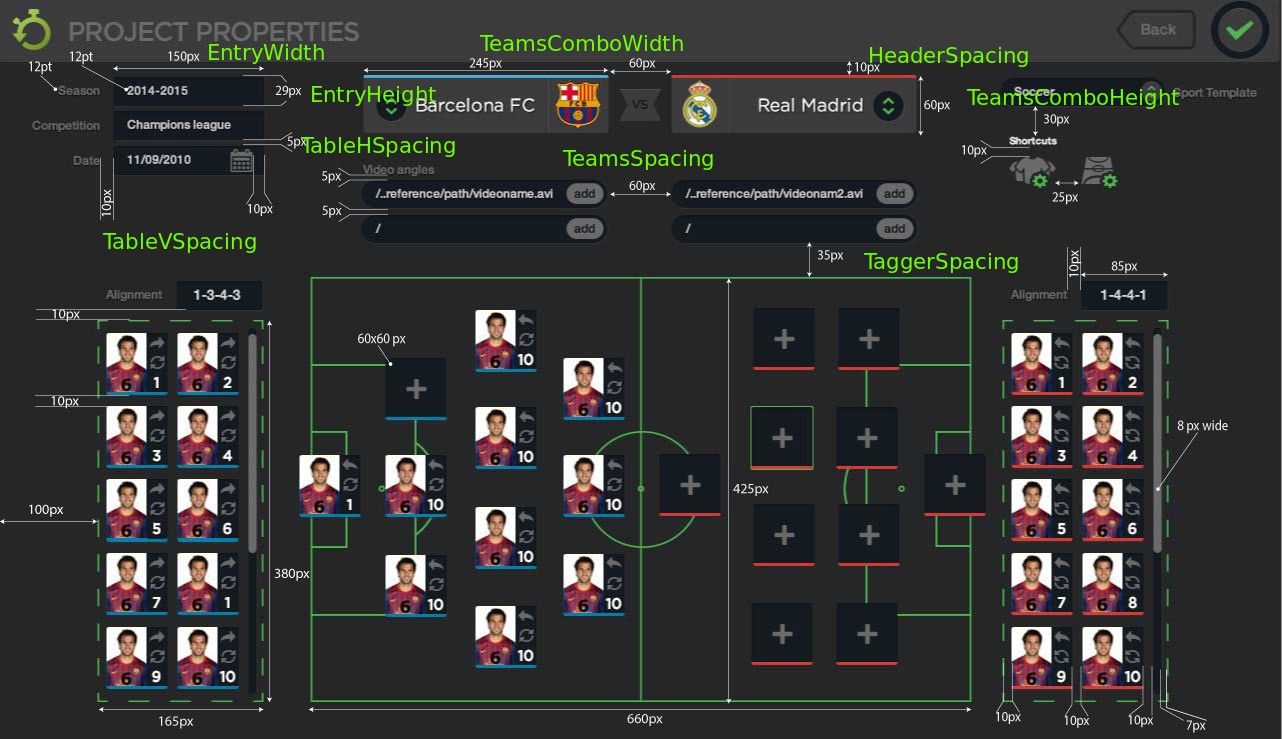 PROJECT PROPERTIES
Back
EntryWidth
TeamsComboWidth
HeaderSpacing
150px
245px
60px
10px
12pt
12pt
Season
2014-2015
29px
EntryHeight
Barcelona FC
FCB
VS
Real Madrid
60px
Soccer
Sport Template
TeamsComboHeight
30px
Competition
Champions league
5px
TableHSpacing
Shortcuts
10px
Date
11/09/2010
Video angles
TeamsSpacing
5px
/..reference/path/videoname.avi
add
60px
/..reference/path/videonam2.avi
add
25px
10px
10px
5px
/
add
/
add
TableVSpacing
35px
TaggerSpacing
10px
85px
Alignment
1-3-4-3
Alignment
1-4-4-1
10px
60x60 px
6 1
6 2
6 10
6 10
6 1
6 2
10px
6 3
6 4
6 10
6 3
6 4
8 px wide
100px
6 1
6 10
6 10
425px
6 5
6 6
6 10
6 5
6 6
380px
6 7
6 1
6 10
6 10
6 7
6 8
6 9
6 10
6 10
6 9
6 10
165px
660px
10px
10px
10px
7px